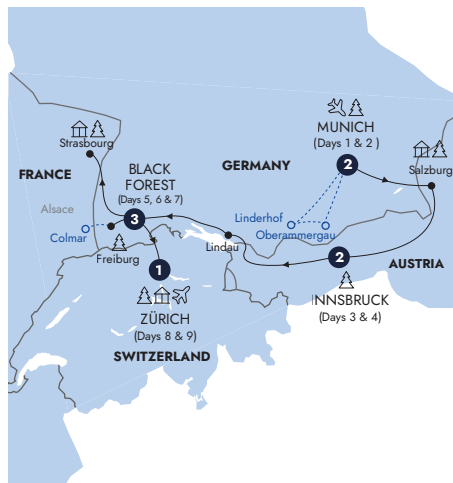 MUNICH
(Days 1 & 2 )
2
Strasbourg
Salzburg
FRANCE
BLACK
FOREST
(Days 5, 6 & 7)
GERMANY
Alsace
Linderhof
3
Colmar
Oberammergau
Lindau
Freiburg
2
AUSTRIA
1
INNSBRUCK
(Days 3 & 4)
ZÜRICH
(Days 8 & 9)
SWITZERLAND